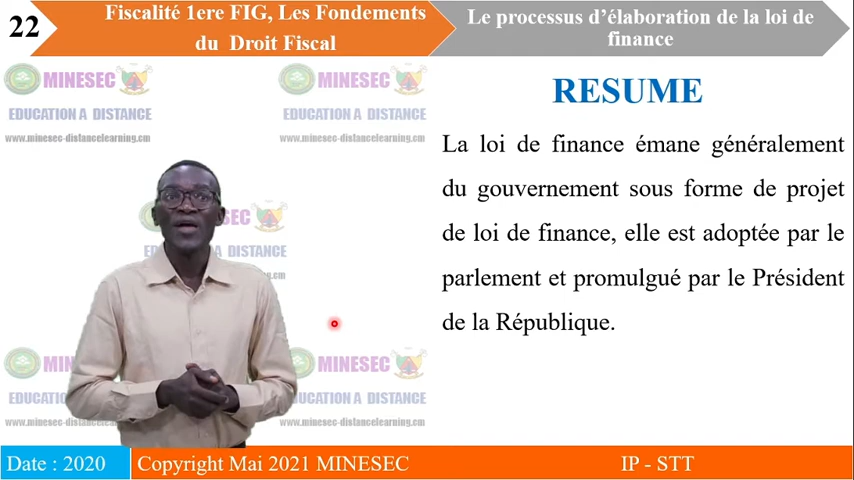 22
Fiscalité 1ere FIG, Les Fondements
du Droit Fiscal
Le processus d'élaboration de la loi de
finance
MINESEC
EDUCATION A DISTANCE
www.minesec-distancelearning.cm
MINESEC
EDUCATION A DISTANCE
www.minesec-distancelearning.cm
RESUME
La loi de finance émane généralement
du gouvernement sous forme de projet
de loi de finance, elle est adoptée par le
parlement et promulgué par le Président
de la République.
SEC
DISTANCE
MINESEC
MINESEC
DISTANCE
Date : 2020
Copyright Mai 2021 MINESEC
IP - STT